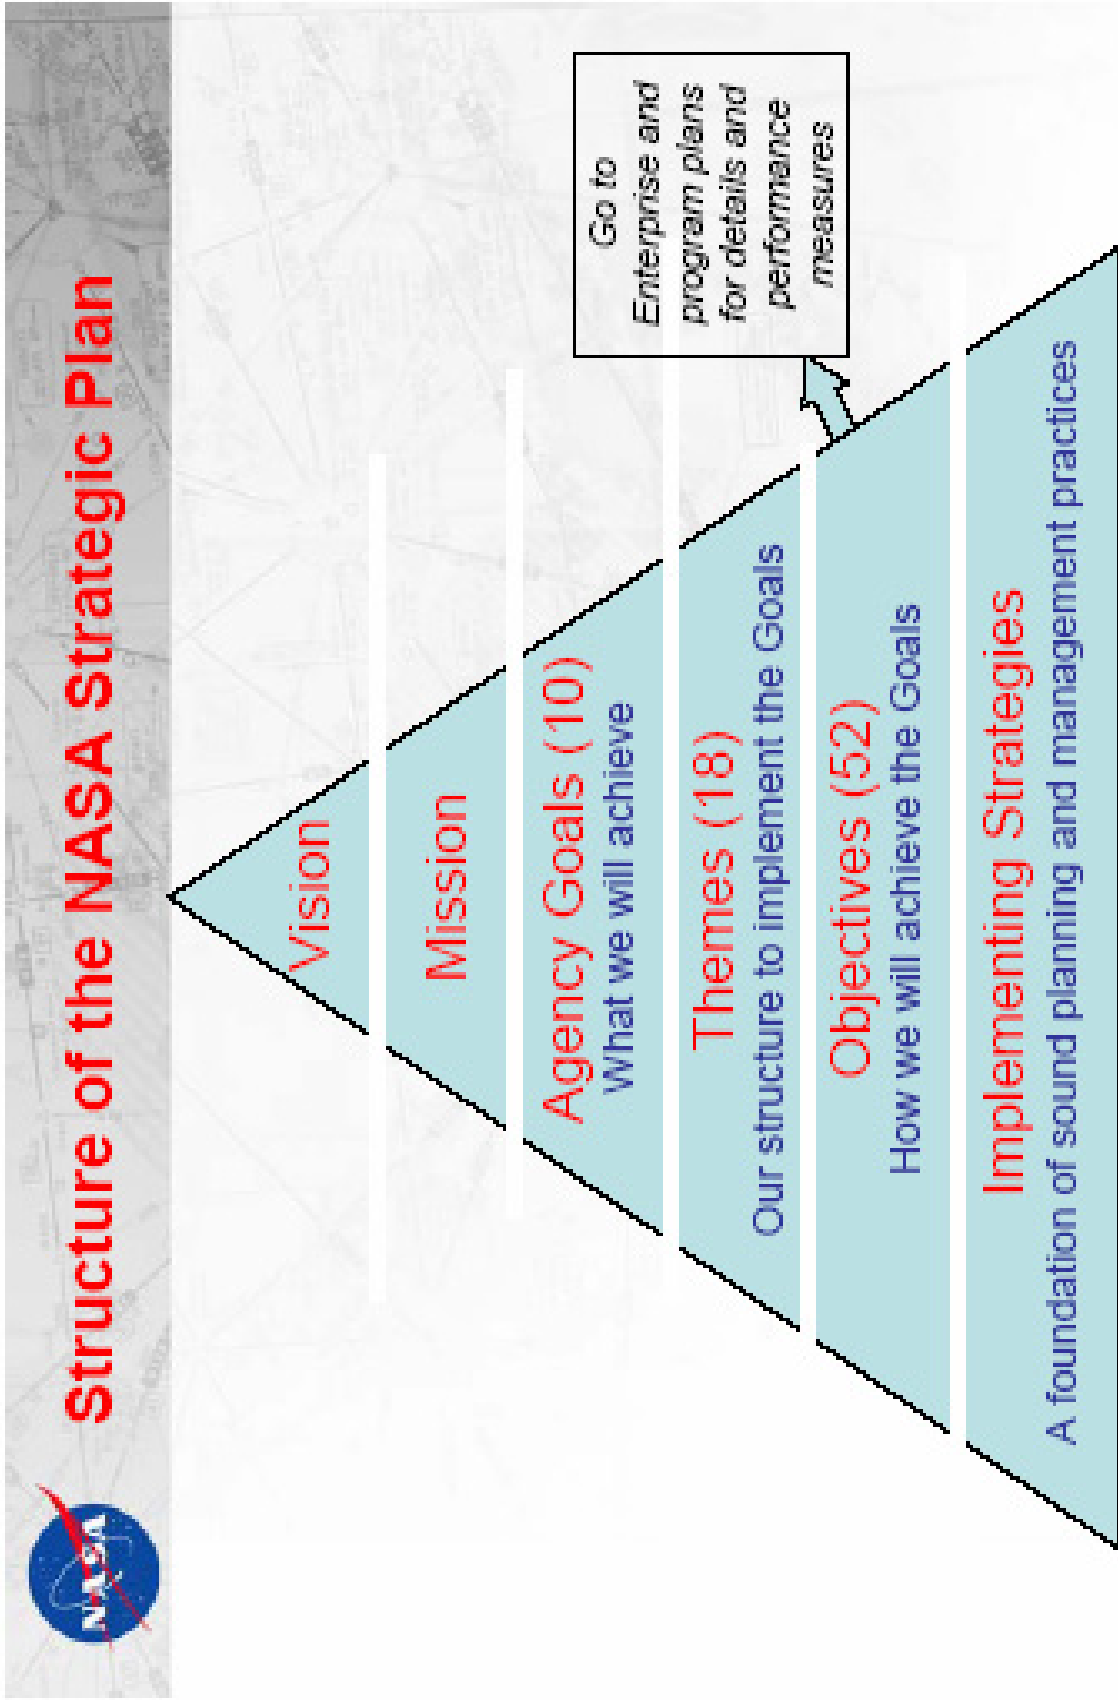 NASA
Structure of the NASA Strategic Plan
Vision
Mission
Agency Goals (10)
What we will achieve
Themes (18)
Our structure to implement the Goals
Objectives (52)
How we will achieve the Goals
Implementing Strategies
A foundation of sound planning and management practices
Go to
Enterprise and
program plans
for details and
performance
measures